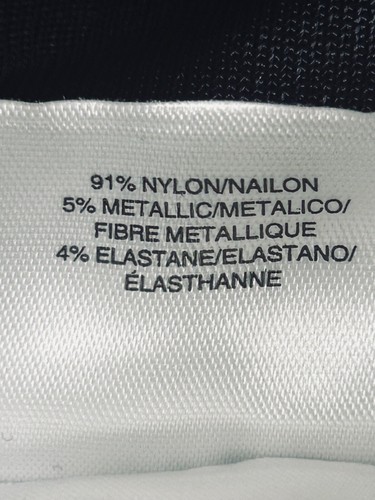 91% NYLON/NAILON
5% METALLIC/METALICO/
FIBRE METALLIQUE
4% ELASTANE/ELASTANO/
ÉLASTHANNE